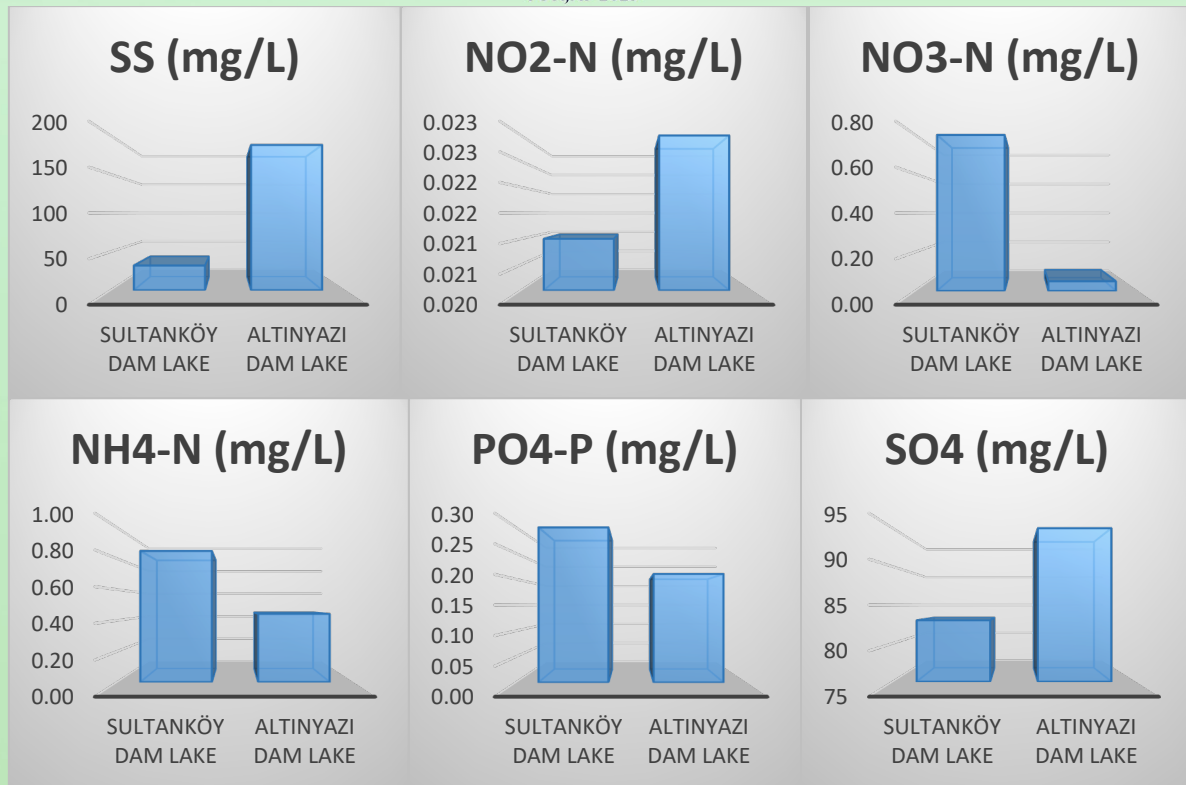 SS (mg/L)
200
150
100
50
0
SULTANKÖY
DAM LAKE
ALTINYAZI
DAM LAKE
NO2-N (mg/L)
0.023
0.023
0.022
0.022
0.021
0.021
0.020
SULTANKÖY
DAM LAKE
ALTINYAZI
DAM LAKE
NO3-N (mg/L)
0.80
0.60
0.40
0.20
0.00
SULTANKÖY
DAM LAKE
ALTINYAZI
DAM LAKE
NH4-N (mg/L)
1.00
0.80
0.60
0.40
0.20
0.00
SULTANKÖY
DAM LAKE
ALTINYAZI
DAM LAKE
PO4-P (mg/L)
0.30
0.25
0.20
0.15
0.10
0.05
0.00
SULTANKÖY
DAM LAKE
ALTINYAZI
DAM LAKE
SO4 (mg/L)
95
90
85
80
75
SULTANKÖY
DAM LAKE
ALTINYAZI
DAM LAKE